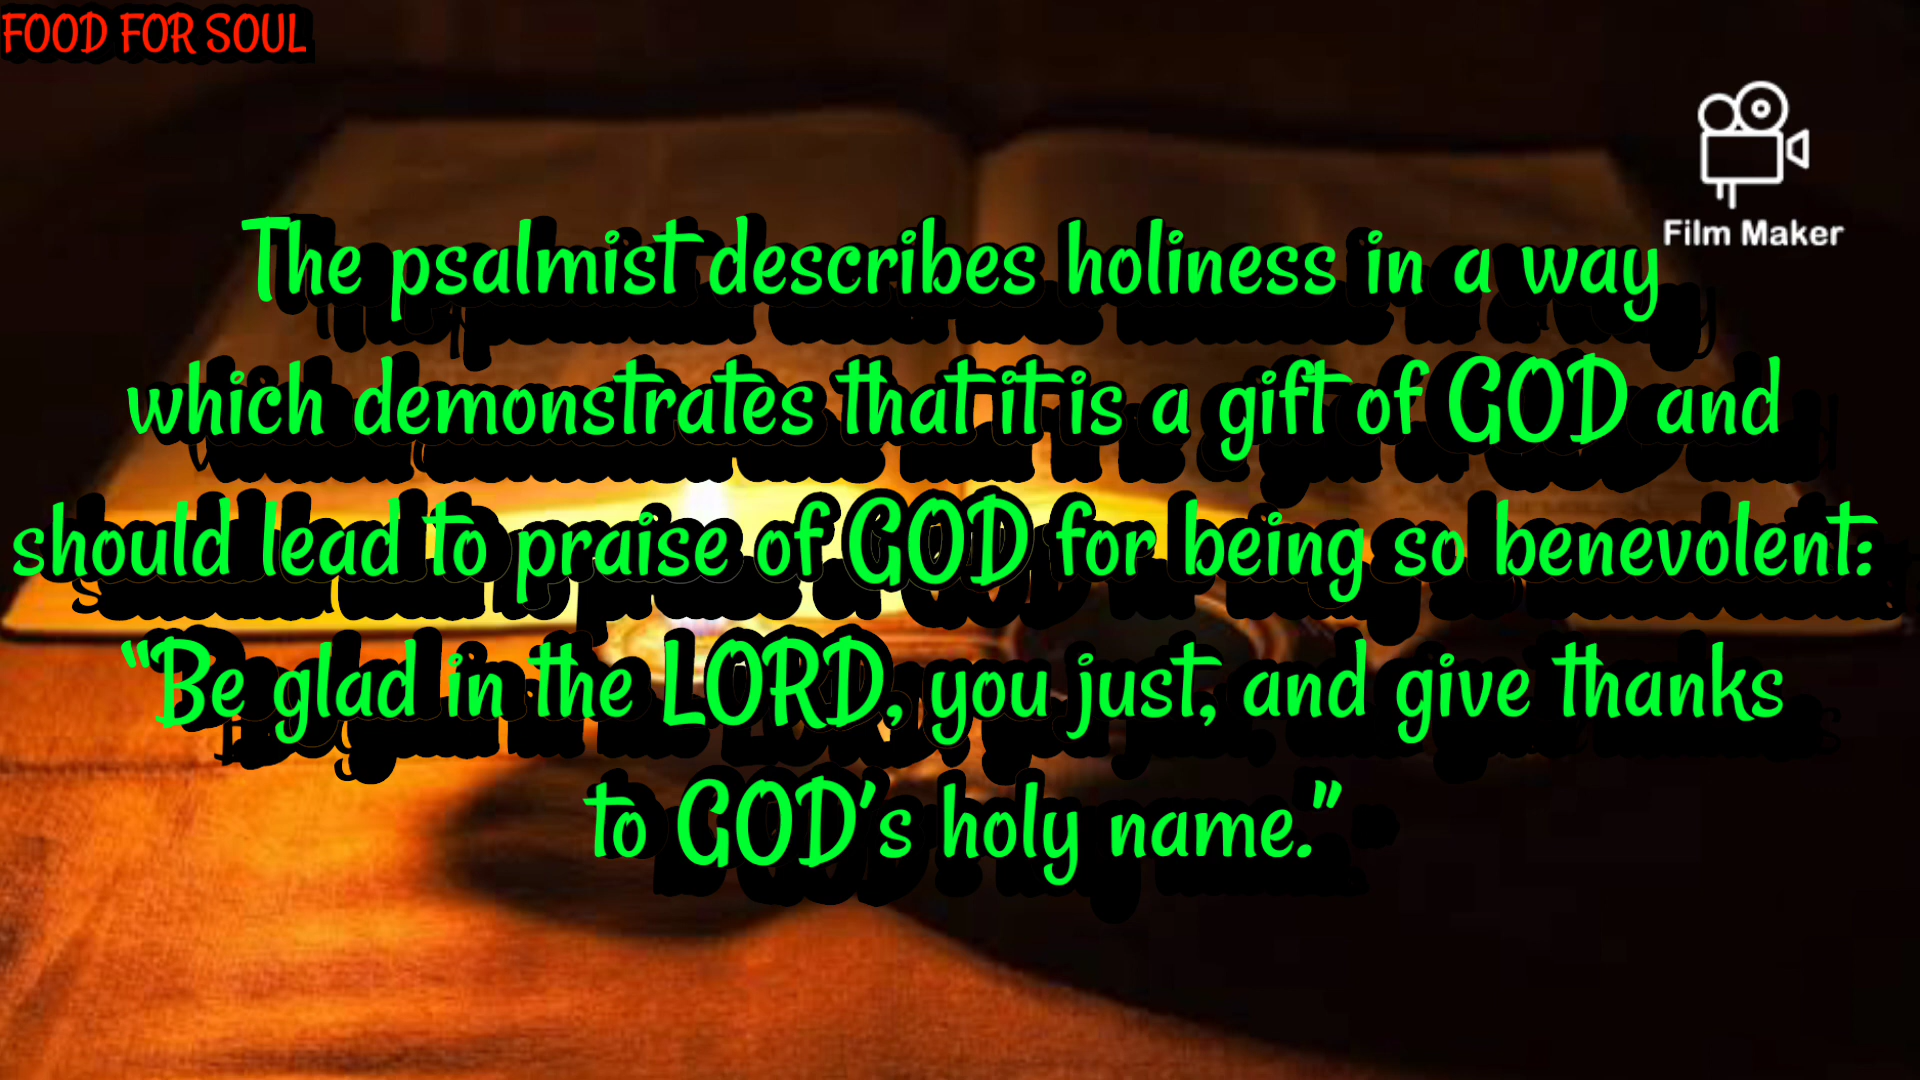 FOOD FOR SOUL
Film Maker
The psalmist describes holiness in a way
which demonstrates that it is a gift of GOD and
should lead to praise of GOD for being so benevolent:
“Be glad in the LORD, you just, and give thanks
to GOD’s holy name.”